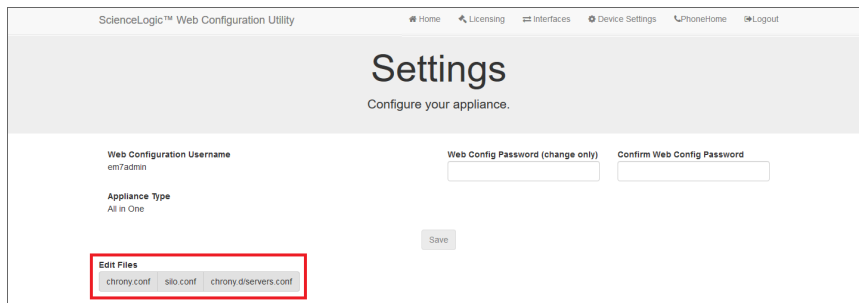 ScienceLogic™ Web Configuration Utility Home Licensing Interfaces Device Settings PhoneHome Logout
Settings
Configure your appliance.
Web Configuration Username Web Config Password (change only) Confirm Web Config Password
em7admin
Appliance Type
All in One
Save
Edit Files
chrony.conf silo.conf chrony.d/servers.conf